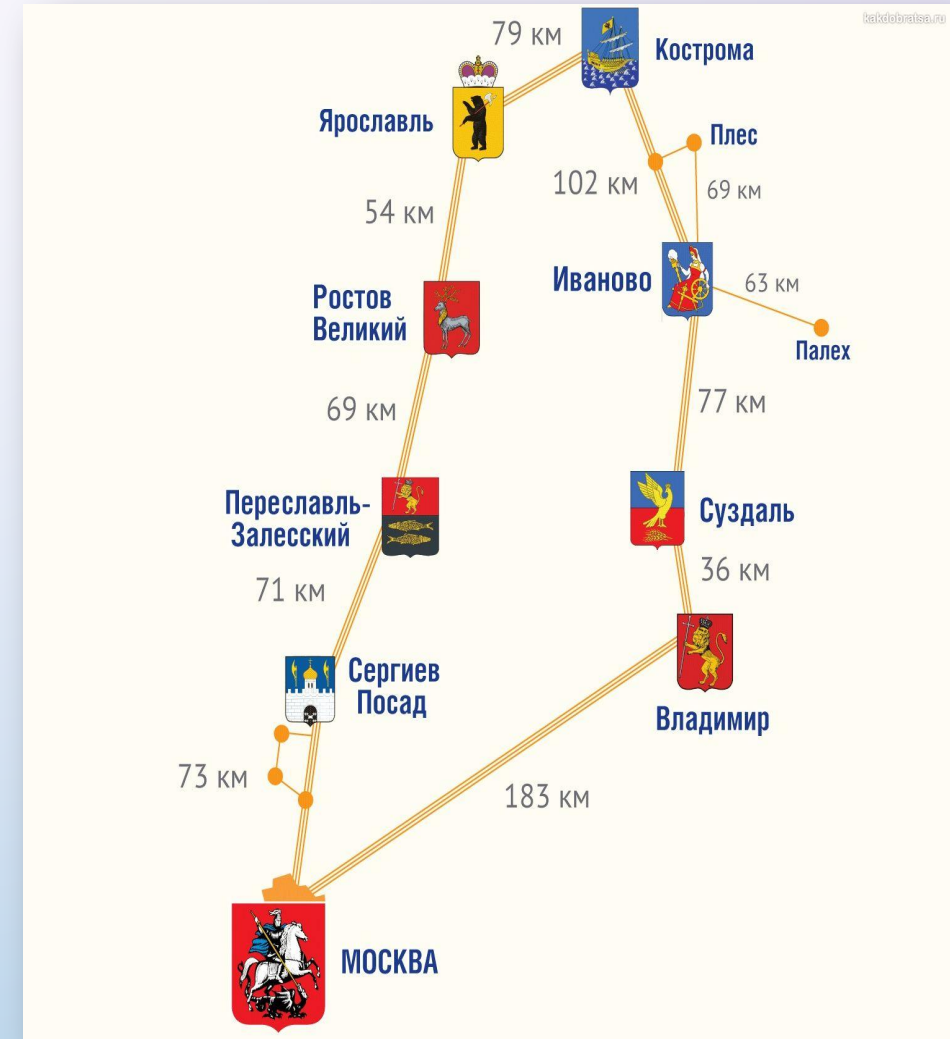 kakdobratsa.ru
79 км
Кострома
Ярославль
Плес
102 км
69 км
54 км
Иваново
63 км
Ростов
Великий
Палех
77 км
69 км
Переславль-
Залесский
Суздаль
36 км
71 км
Сергиев
Посад
Владимир
73 км
183 км
МОСКВА